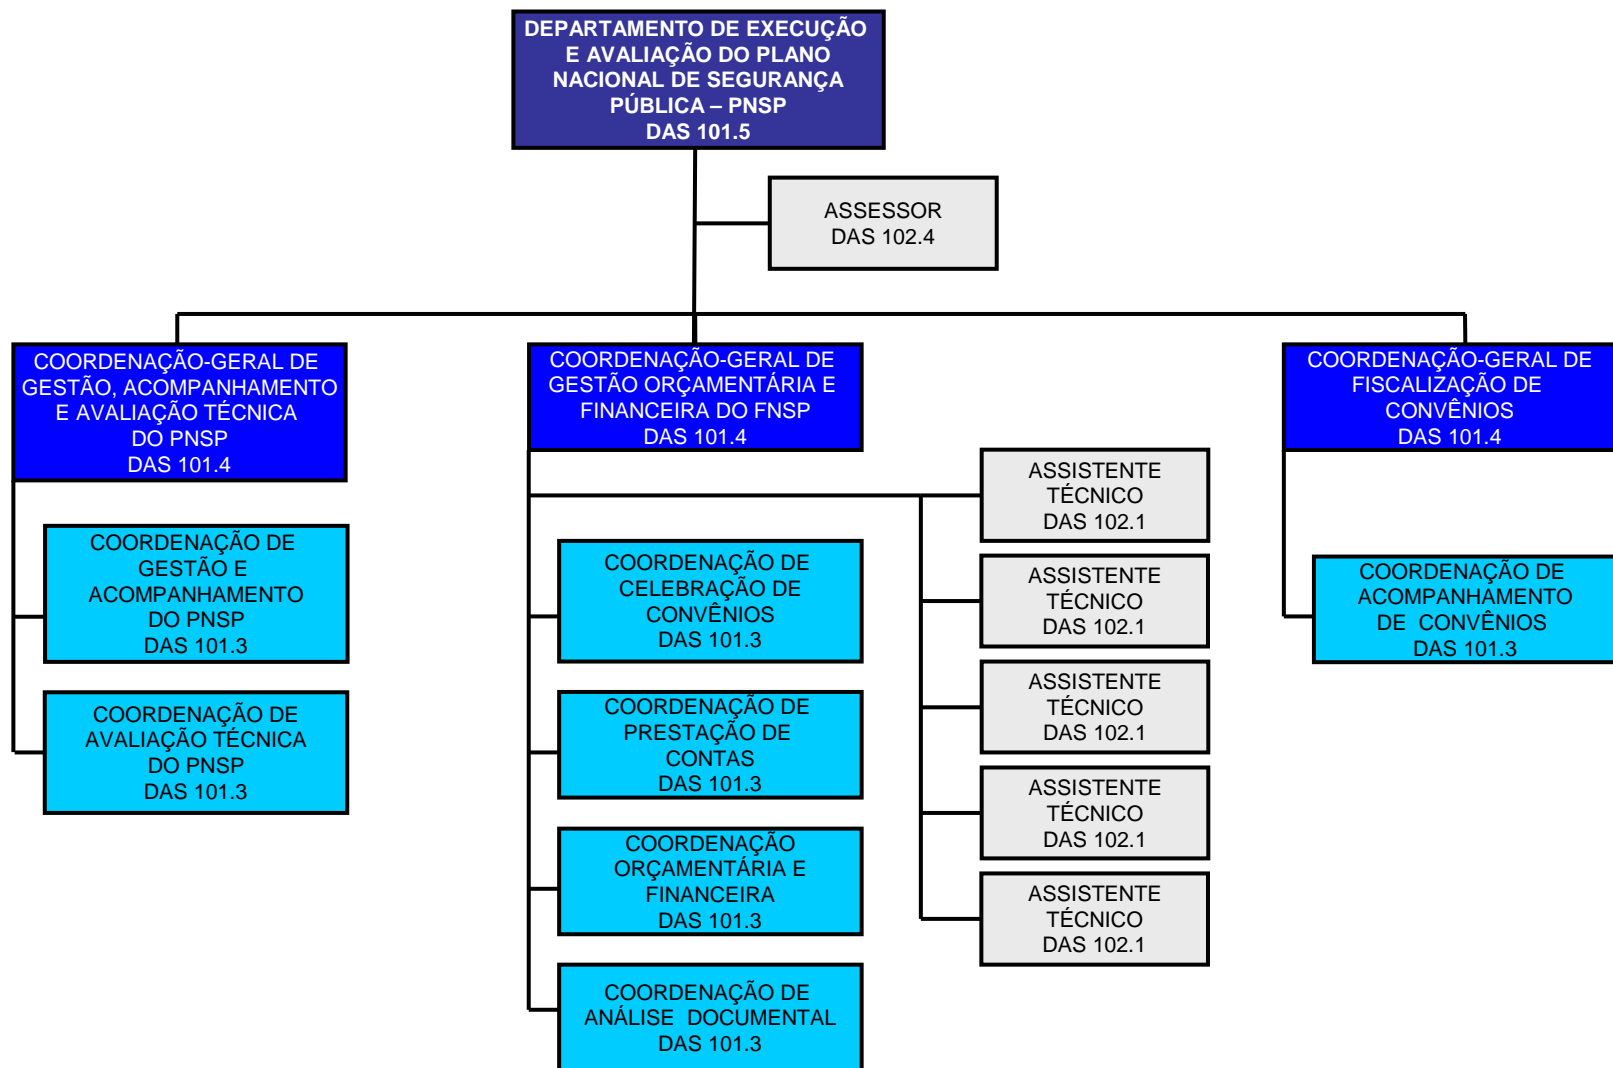 DEPARTAMENTO DE EXECUÇÃO
E AVALIAÇÃO DO PLANO
NACIONAL DE SEGURANÇA
PÚBLICA – PNSP
DAS 101.5
ASSESSOR
DAS 102.4
COORDENAÇÃO-GERAL DE
GESTÃO, ACOMPANHAMENTO
E AVALIAÇÃO TÉCNICA
DO PNSP
DAS 101.4
COORDENAÇÃO DE
GESTÃO E
ACOMPANHAMENTO
DO PNSP
DAS 101.3
COORDENAÇÃO DE
AVALIAÇÃO TÉCNICA
DO PNSP
DAS 101.3
COORDENAÇÃO-GERAL DE
GESTÃO ORÇAMENTÁRIA E
FINANCEIRA DO FNSP
DAS 101.4
COORDENAÇÃO DE
CELEBRAÇÃO DE
CONVÊNIOS
DAS 101.3
COORDENAÇÃO DE
PRESTAÇÃO DE
CONTAS
DAS 101.3
COORDENAÇÃO
ORÇAMENTÁRIA E
FINANCEIRA
DAS 101.3
COORDENAÇÃO DE
ANÁLISE DOCUMENTAL
DAS 101.3
ASSISTENTE
TÉCNICO
DAS 102.1
ASSISTENTE
TÉCNICO
DAS 102.1
ASSISTENTE
TÉCNICO
DAS 102.1
ASSISTENTE
TÉCNICO
DAS 102.1
ASSISTENTE
TÉCNICO
DAS 102.1
COORDENAÇÃO-GERAL DE
FISCALIZAÇÃO DE
CONVÊNIOS
DAS 101.4
COORDENAÇÃO DE
ACOMPANHAMENTO
DE CONVÊNIOS
DAS 101.3